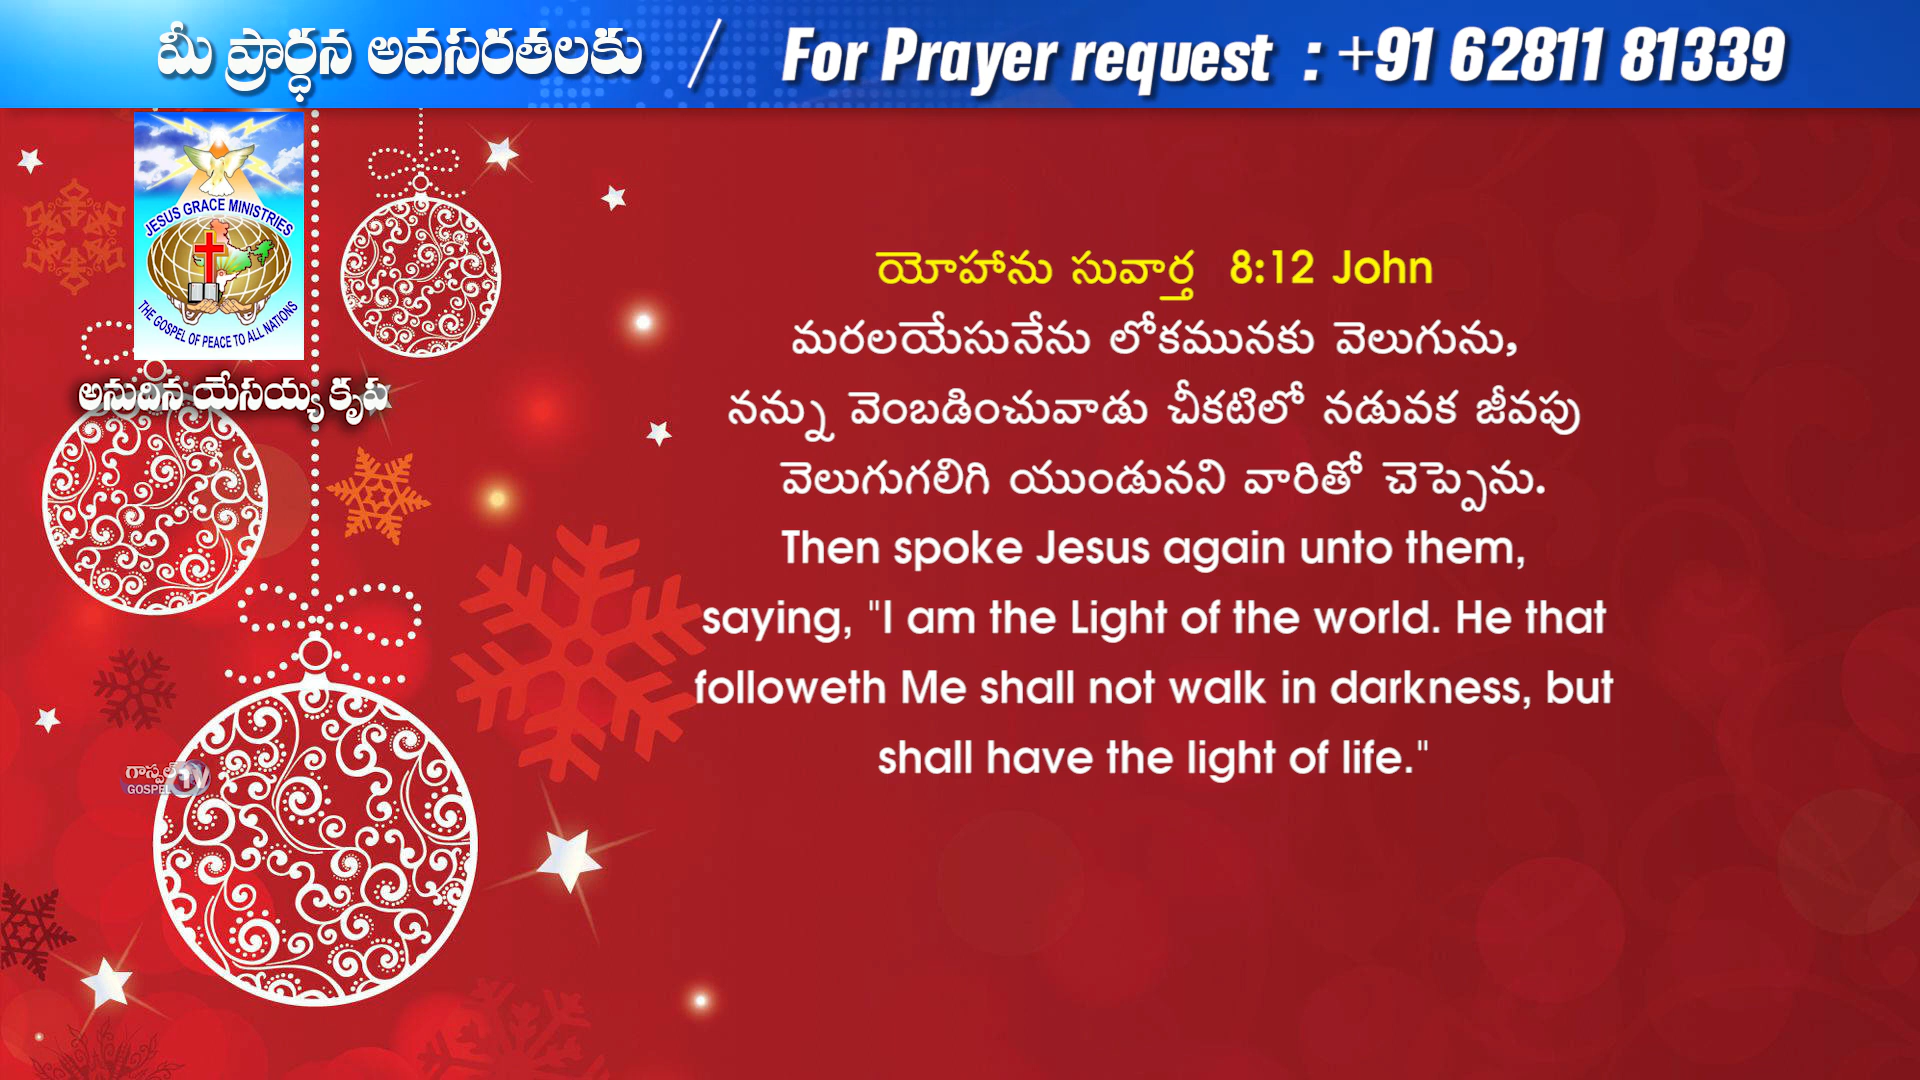 మీ ప్రార్ధన అవసరతలకు / For Prayer request : +91 62811 81339
JESUS GRACE MINISTRIES
THE GOSPEL OF PEACE TO ALL NATIONS
అనుదిన యేసయ్య కృప
యోహాను సువార్త 8:12 John
మరలయేసునేను లోకమునకు వెలుగును,
నన్ను వెంబడించువాడు చీకటిలో నడువక జీవపు
వెలుగుగలిగి యుండునని వారితో చెప్పెను.
Then spoke Jesus again unto them,
saying, "I am the Light of the world. He that
followeth Me shall not walk in darkness, but
shall have the light of life."
గాస్పల్ TV
GOSPEL